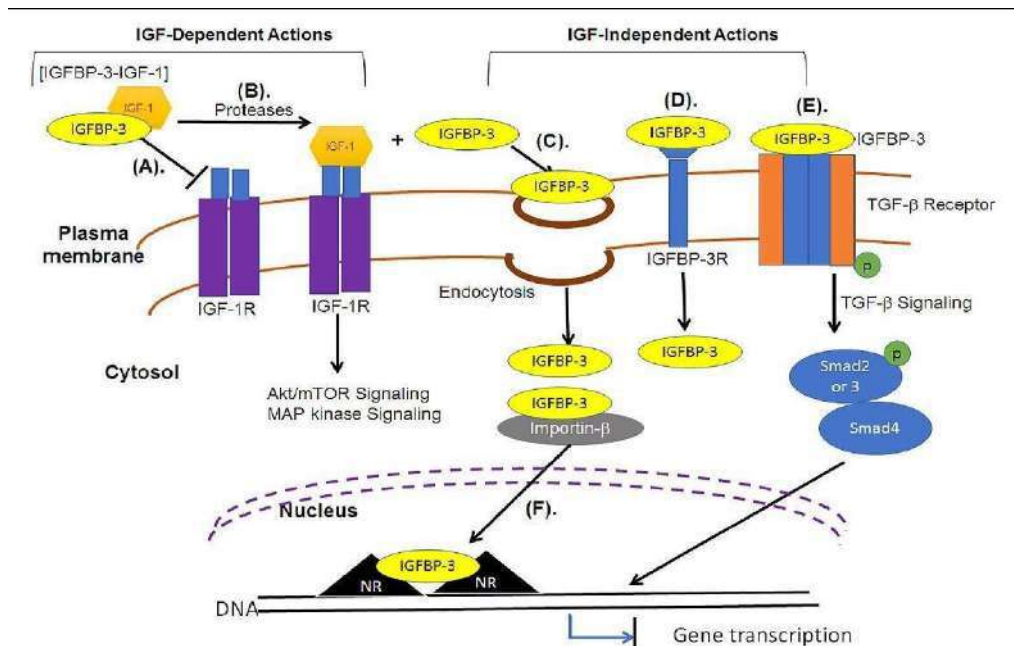 IGF-Dependent Actions
IGF-Independent Actions
[IGFBP-3-IGF-1]
IGF-1
IGFBP-3
(A).
(B).
Proteases
IGF-1
+
IGFBP-3
(C).
IGFBP-3
(D).
IGFBP-3
(E).
IGFBP-3
IGFBP-3
Plasma
membrane
TGF-β Receptor
IGF-1R
IGF-1R
Endocytosis
IGFBP-3R
p
TGF-β Signaling
Cytosol
Akt/mTOR Signaling
MAP kinase Signaling
IGFBP-3
IGFBP-3
p
Smad2
or 3
IGFBP-3
Importin-β
Smad4
Nucleus
(F).
IGFBP-3
NR
NR
DNA
Gene transcription